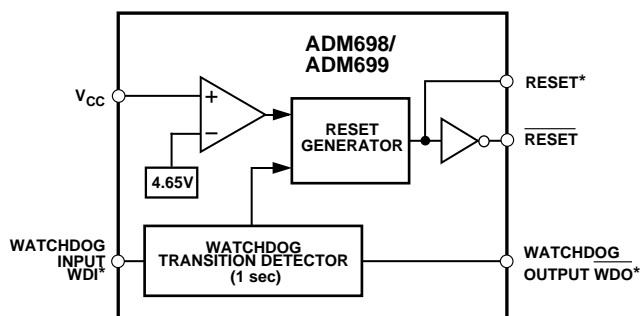 ADM698/
ADM699
VCC
+
−
4.65V
RESET
GENERATOR
RESET*
RESET
WATCHDOG
INPUT
WDI*
WATCHDOG
TRANSITION DETECTOR
(1 sec)
WATCHDOG
OUTPUT WDO*